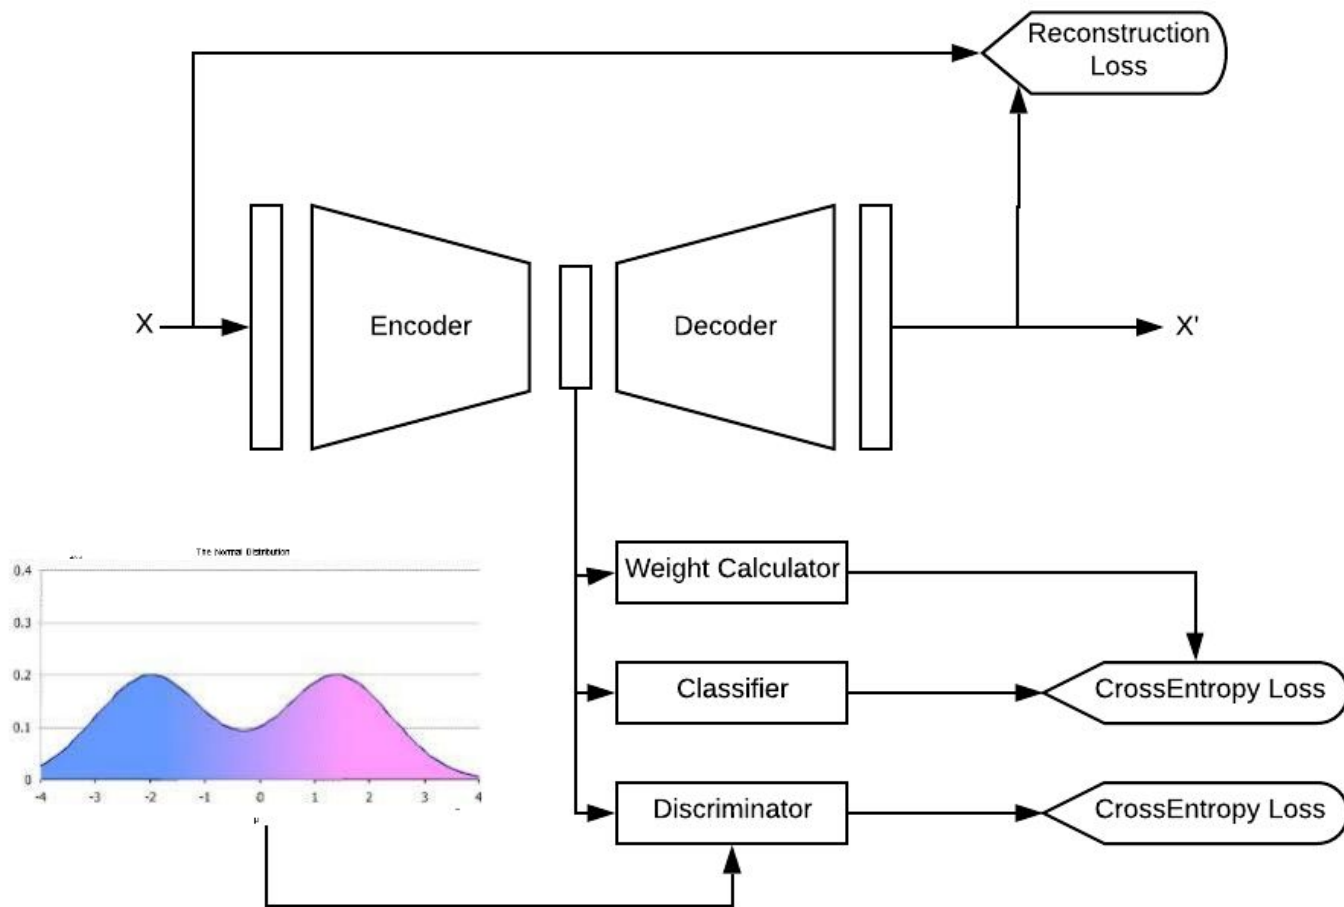 Reconstruction
Loss
X
Encoder
Decoder
X'
The Normal Distribution
0.4
0.3
0.2
0.1
0
-4
-3
-2
-1
0
1
2
3
4
μ
Weight Calculator
Classifier
CrossEntropy Loss
Discriminator
CrossEntropy Loss